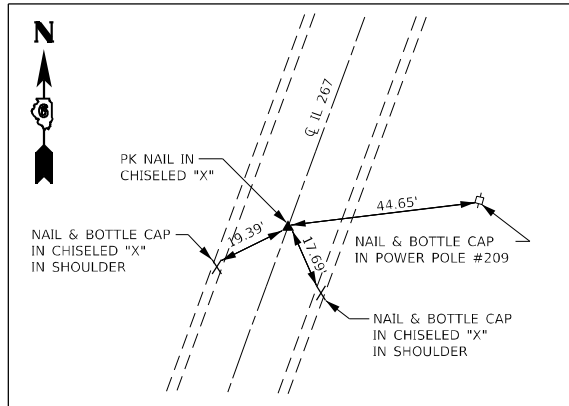 N
6
℄ IL 267
PK NAIL IN
CHISELED "X"
44.65'
19.39'
17.69'
NAIL & BOTTLE CAP
IN CHISELED "X"
IN SHOULDER
NAIL & BOTTLE CAP
IN POWER POLE #209
NAIL & BOTTLE CAP
IN CHISELED "X"
IN SHOULDER